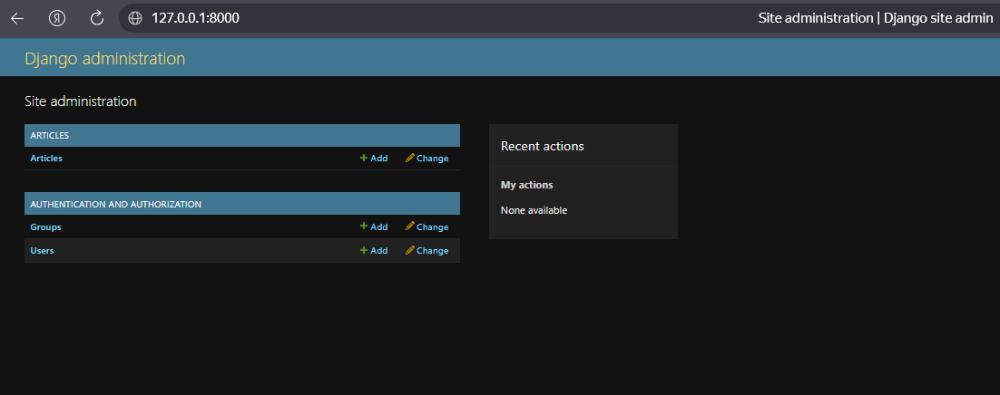 127.0.0.1:8000
Site administration | Django site admin
Django administration
Site administration
ARTICLES
Articles
Add
Change
AUTHENTICATION AND AUTHORIZATION
Groups
Add
Change
Users
Add
Change
Recent actions
My actions
None available